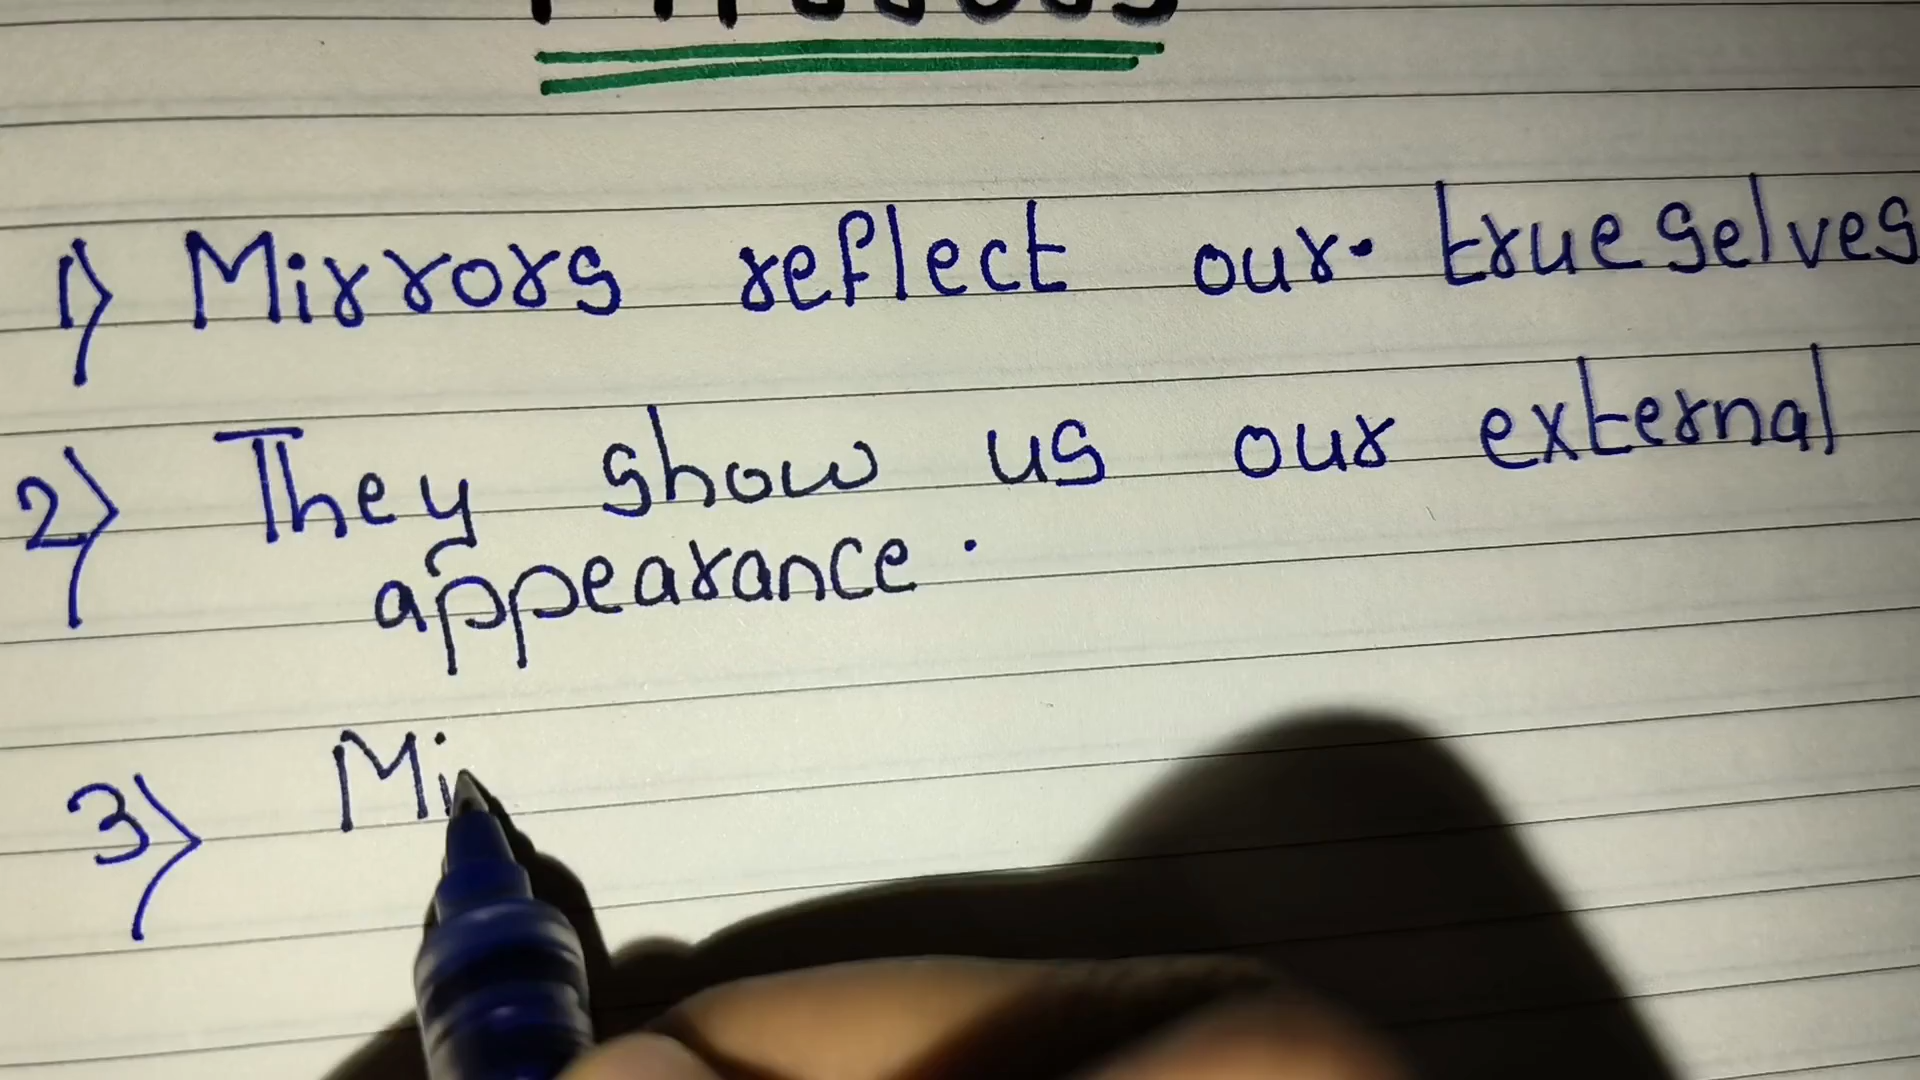 1) Mirrors reflect our. true selves
2) They show us our external
appearance.
3) Mi